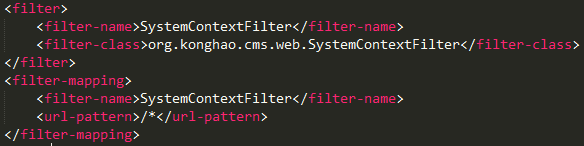 <filter>
    <filter-name>SystemContextFilter</filter-name>
    <filter-class>org.konghao.cms.web.SystemContextFilter</filter-class>
</filter>
<filter-mapping>
    <filter-name>SystemContextFilter</filter-name>
    <url-pattern>/*</url-pattern>
</filter-mapping>